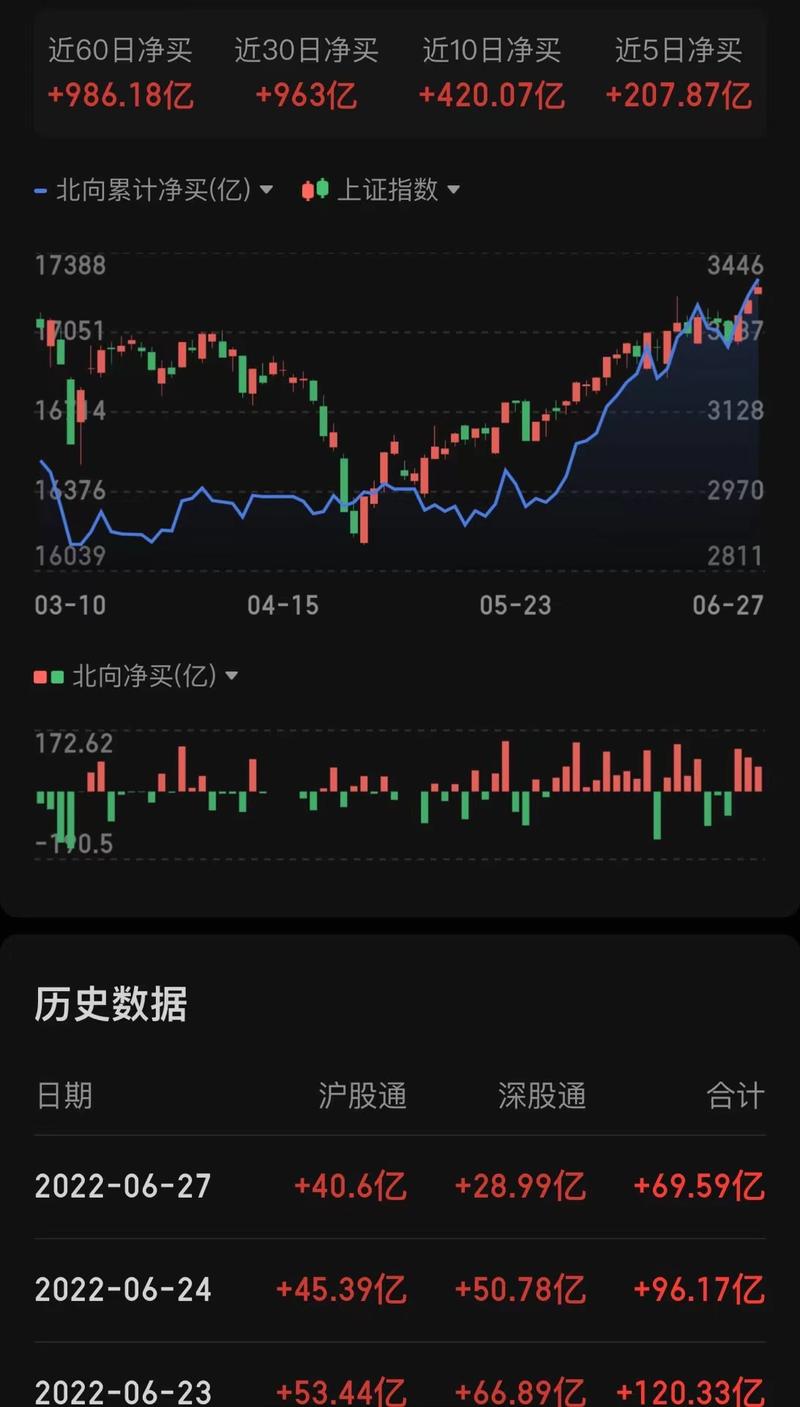 近60日净买 近30日净买 近10日净买 近5日净买
+986.18亿 +963亿 +420.07亿 +207.87亿
北向累计净买(亿) 上证指数
17388 3446
17051
3128
16376 2970
16039 2811
03-10 04-15 05-23 06-27
北向净买(亿)
172.62
历史数据
日期 沪股通 深股通 合计
2022-06-27 +40.6亿 +28.99亿 +69.59亿
2022-06-24 +45.39亿 +50.78亿 +96.17亿
2022-06-23 +53.44亿 +66.89亿 +120.33亿